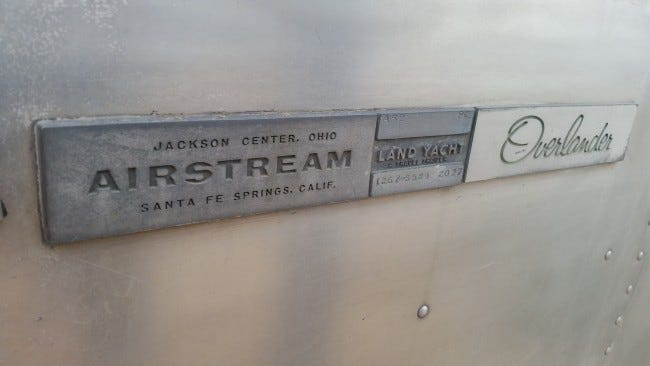 JACKSON CENTER, OHIO
AIRSTREAM
SANTA FE SPRINGS, CALIF.
LAND YACHT
Overlander